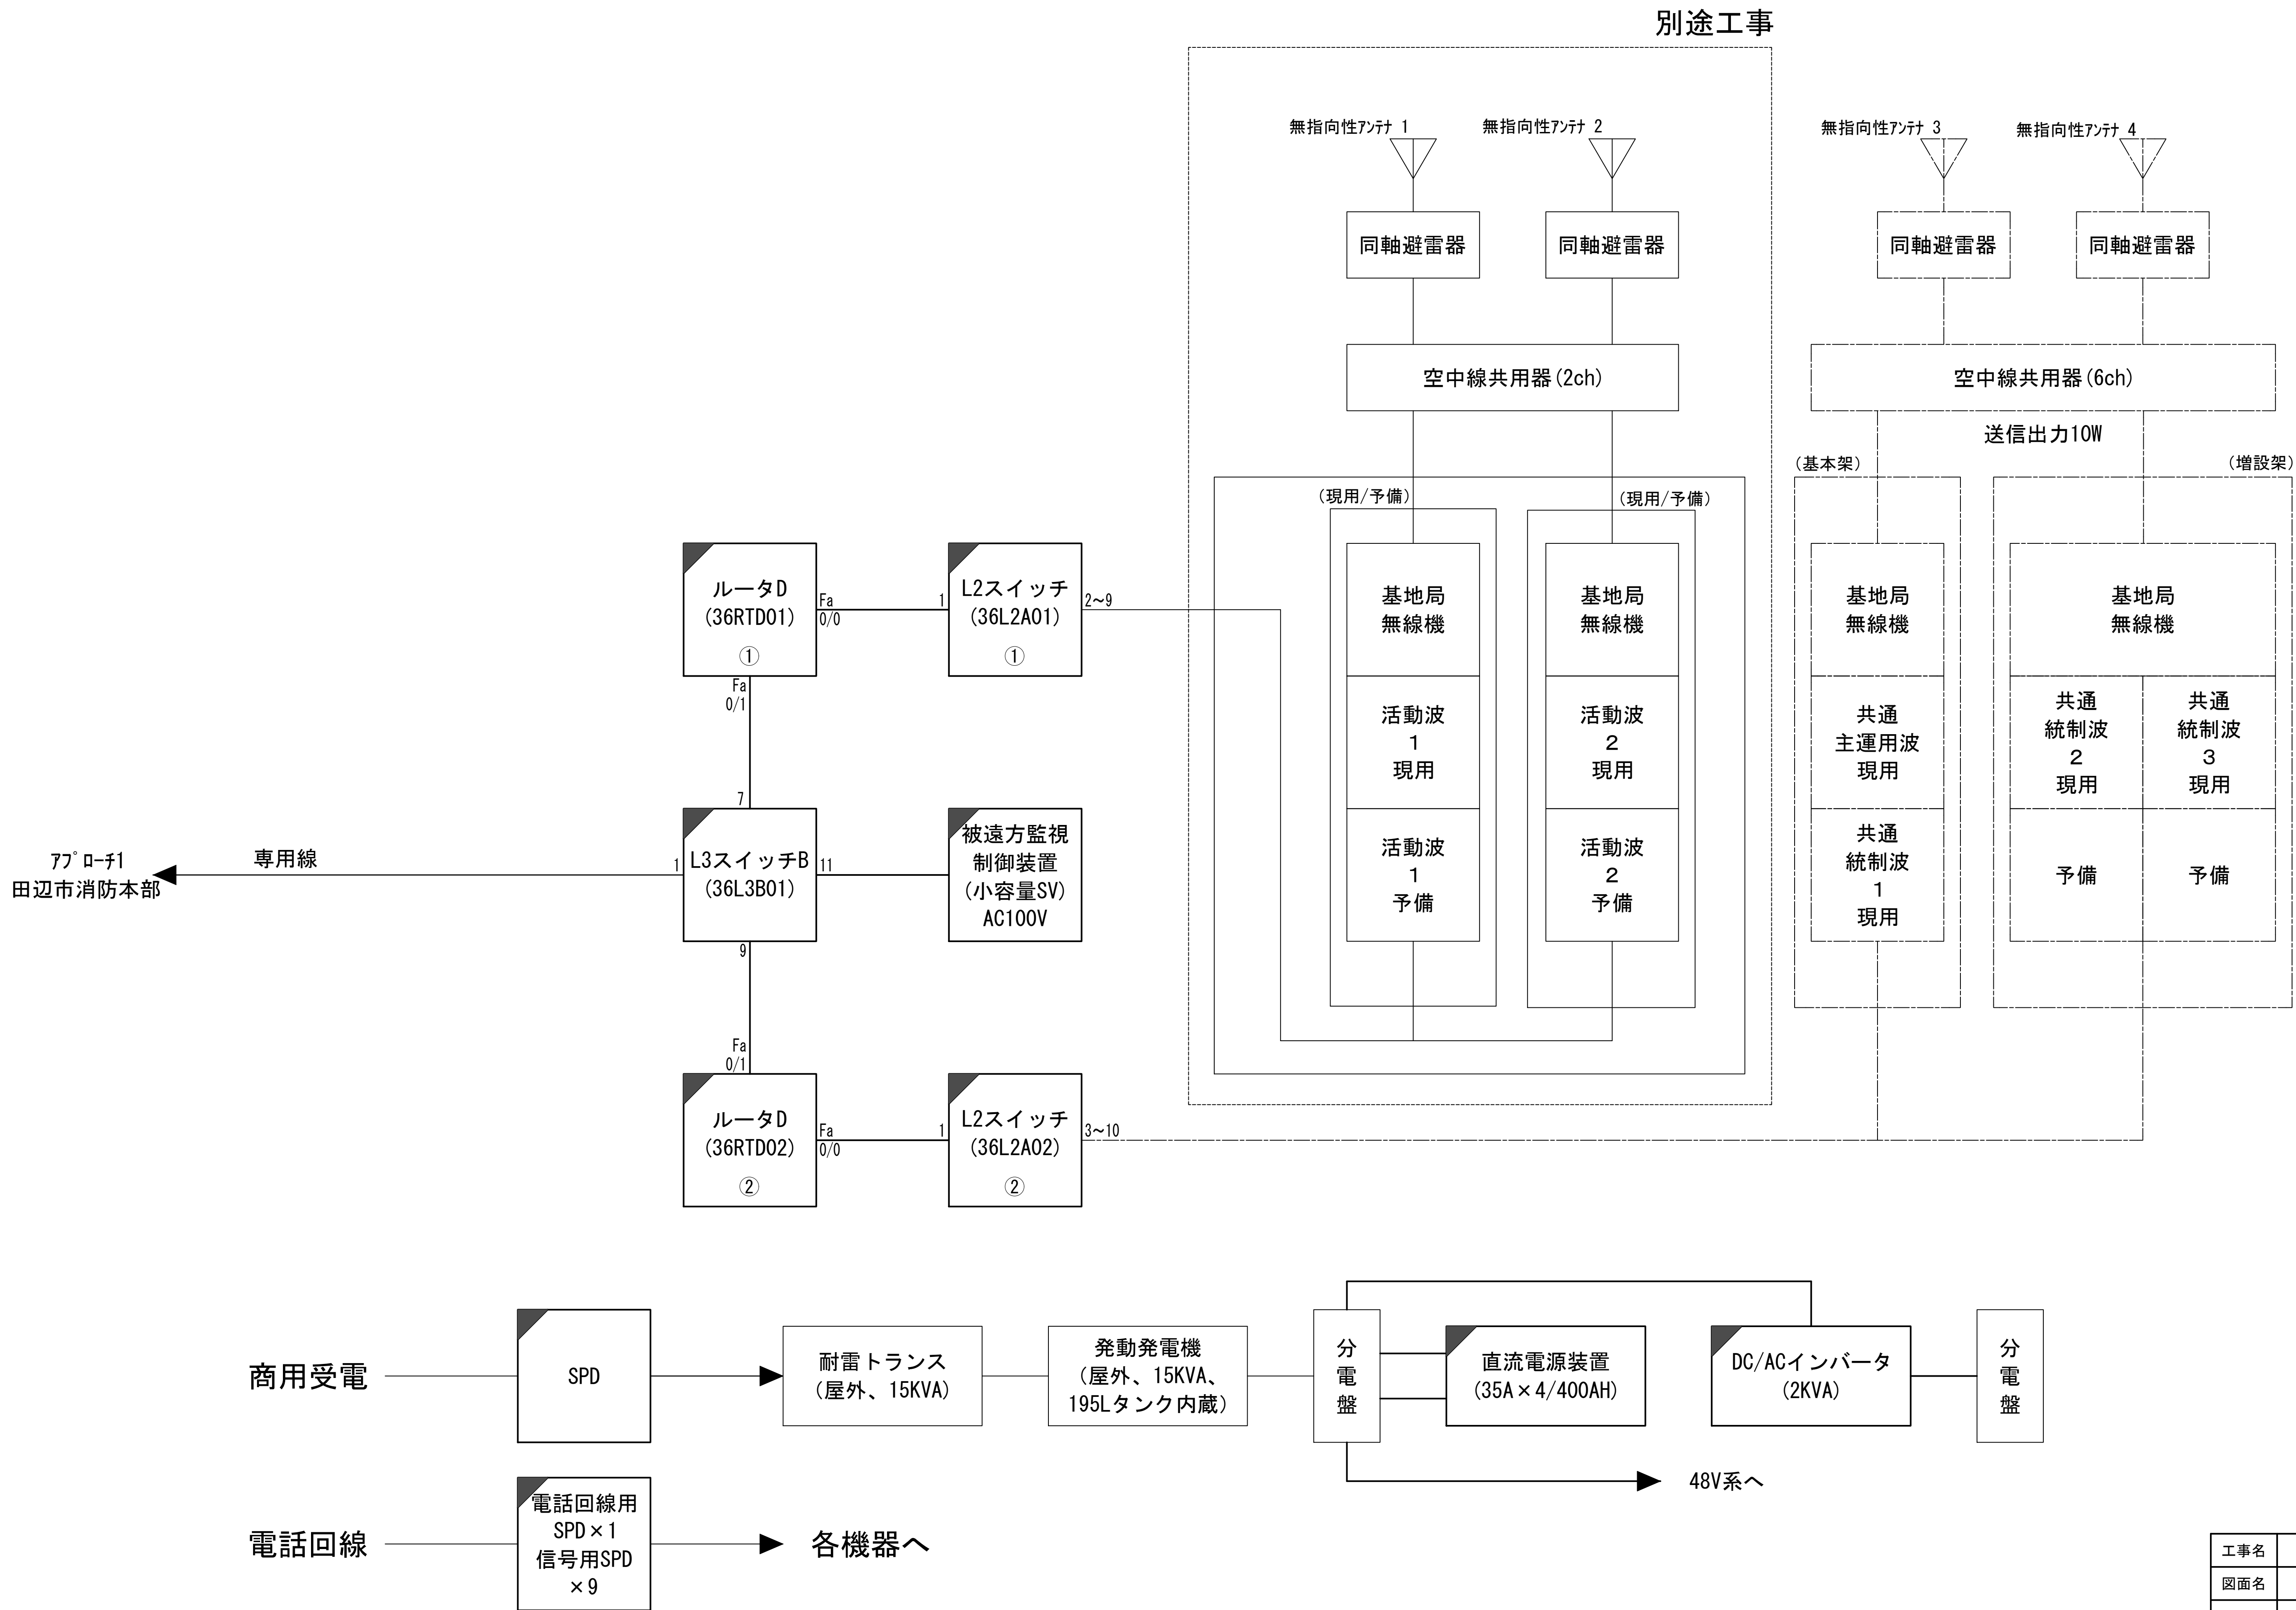 別途工事
無指向性ｱﾝﾃﾅ 1
無指向性ｱﾝﾃﾅ 2
無指向性ｱﾝﾃﾅ 3
無指向性ｱﾝﾃﾅ 4
同軸避雷器
同軸避雷器
同軸避雷器
同軸避雷器
空中線共用器(2ch)
空中線共用器(6ch)
送信出力10W
(基本架)
(増設架)
(現用/予備)
(現用/予備)
ルータD
(36RTD01)
①
Fa
0/0
Fa
0/1
1
L2スイッチ
(36L2A01)
①
2~9
基地局
無線機
活動波
1
現用
活動波
1
予備
基地局
無線機
活動波
2
現用
活動波
2
予備
基地局
無線機
共通
主運用波
現用
共通
統制波
1
現用
基地局
無線機
共通
統制波
2
現用
共通
統制波
3
現用
予備
予備
ｱﾌﾟﾛｰﾁ1
田辺市消防本部
専用線
7
1
L3スイッチB
(36L3B01)
11
9
被遠方監視
制御装置
(小容量SV)
AC100V
Fa
0/1
ルータD
(36RTD02)
②
Fa
0/0
1
L2スイッチ
(36L2A02)
②
3~10
商用受電
SPD
耐雷トランス
(屋外、15KVA)
発動発電機
(屋外、15KVA、
195Lタンク内蔵)
分
電
盤
直流電源装置
(35A×4/400AH)
DC/ACインバータ
(2KVA)
分
電
盤
48V系へ
電話回線
電話回線用
SPD×1
信号用SPD
×9
各機器へ
工事名
図面名